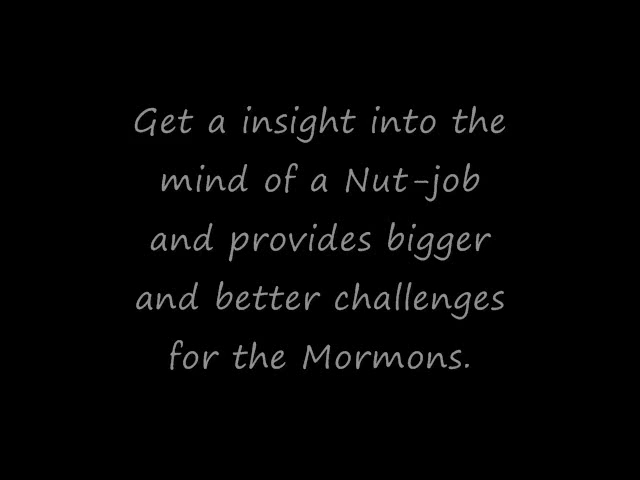 Get a insight into the
mind of a Nut-job
and provides bigger
and better challenges
for the Mormons.